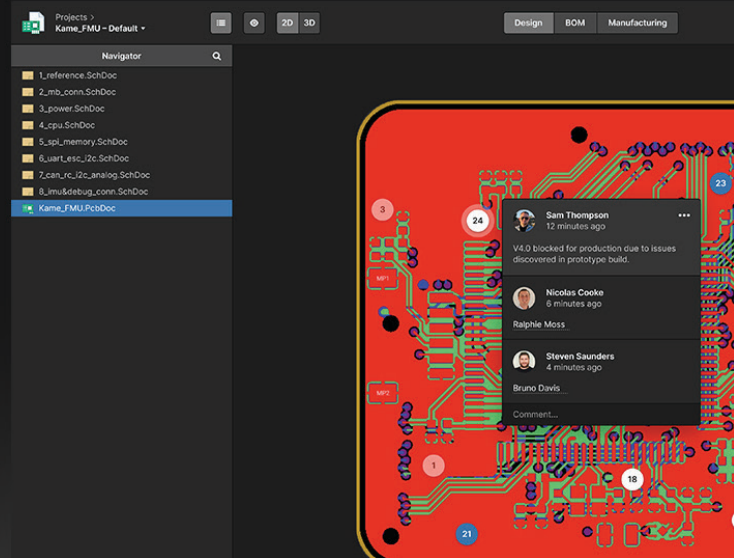 Projects >
Kame_FMU – Default
2D 3D
Design BOM Manufacturing
Navigator
1_reference.SchDoc
2_mb_conn.SchDoc
3_power.SchDoc
4_cpu.SchDoc
5_spi_memory.SchDoc
6_uart_esc_i2c.SchDoc
7_can_rc_i2c_analog.SchDoc
8_imu&debug_conn.SchDoc
Kame_FMU.PcbDoc
3
24
23
MP1
MP2
Sam Thompson
12 minutes ago
V4.0 blocked for production due to issues
discovered in prototype build.
Nicolas Cooke
6 minutes ago
Ralphie Moss
Steven Saunders
4 minutes ago
Bruno Davis
Comment...
1
18
21